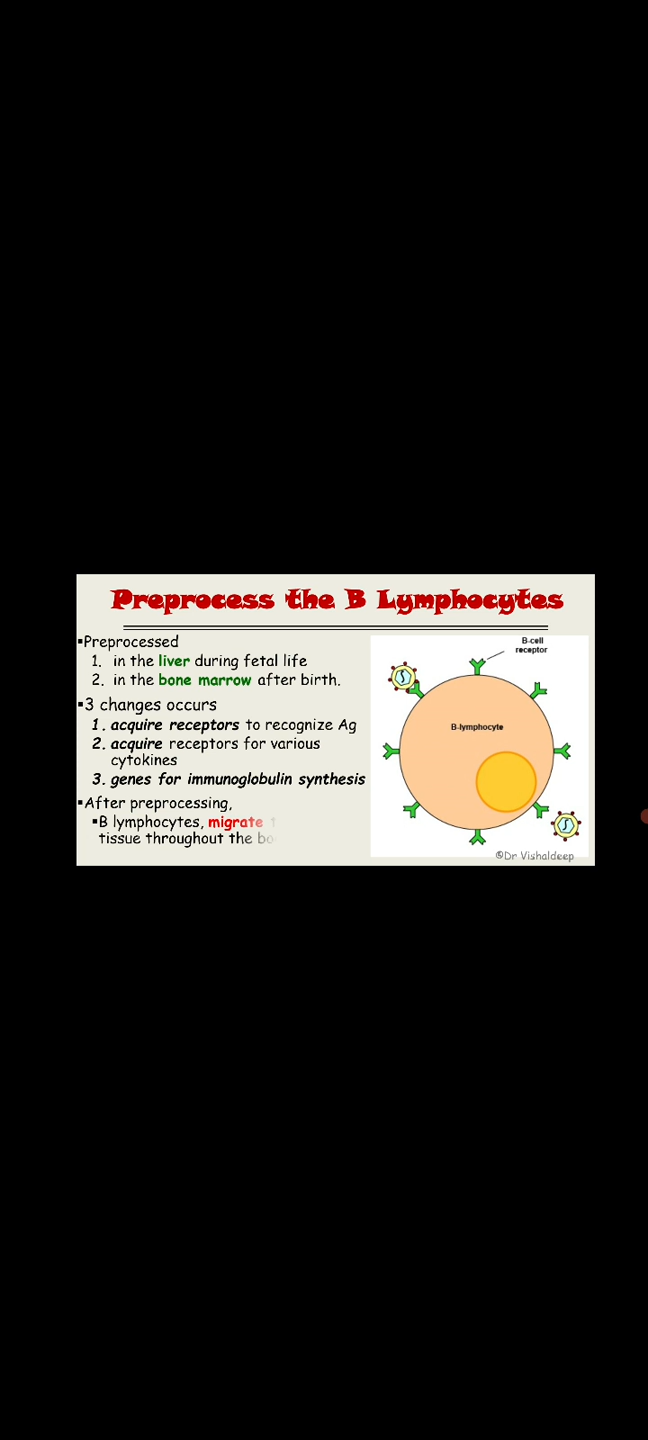 Preprocess the B Lymphocytes
▪Preprocessed
1. in the liver during fetal life
2. in the bone marrow after birth.
▪3 changes occurs
1. acquire receptors to recognize Ag
2. acquire receptors for various
cytokines
3. genes for immunoglobulin synthesis
▪After preprocessing,
▪B lymphocytes, migrate
tissue throughout the
B-cell
receptor
B-lymphocyte
©Dr Vishaldeep